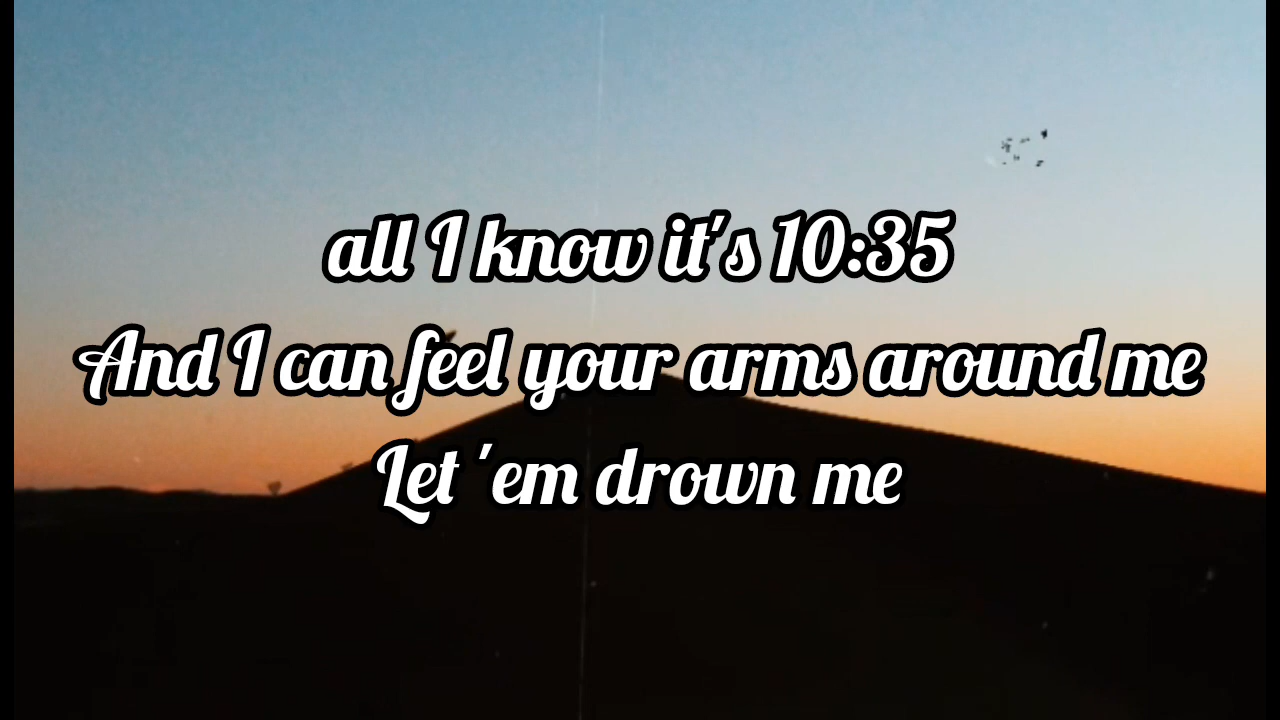 all I know it's 10:35
And I can feel your arms around me
Let 'em drown me